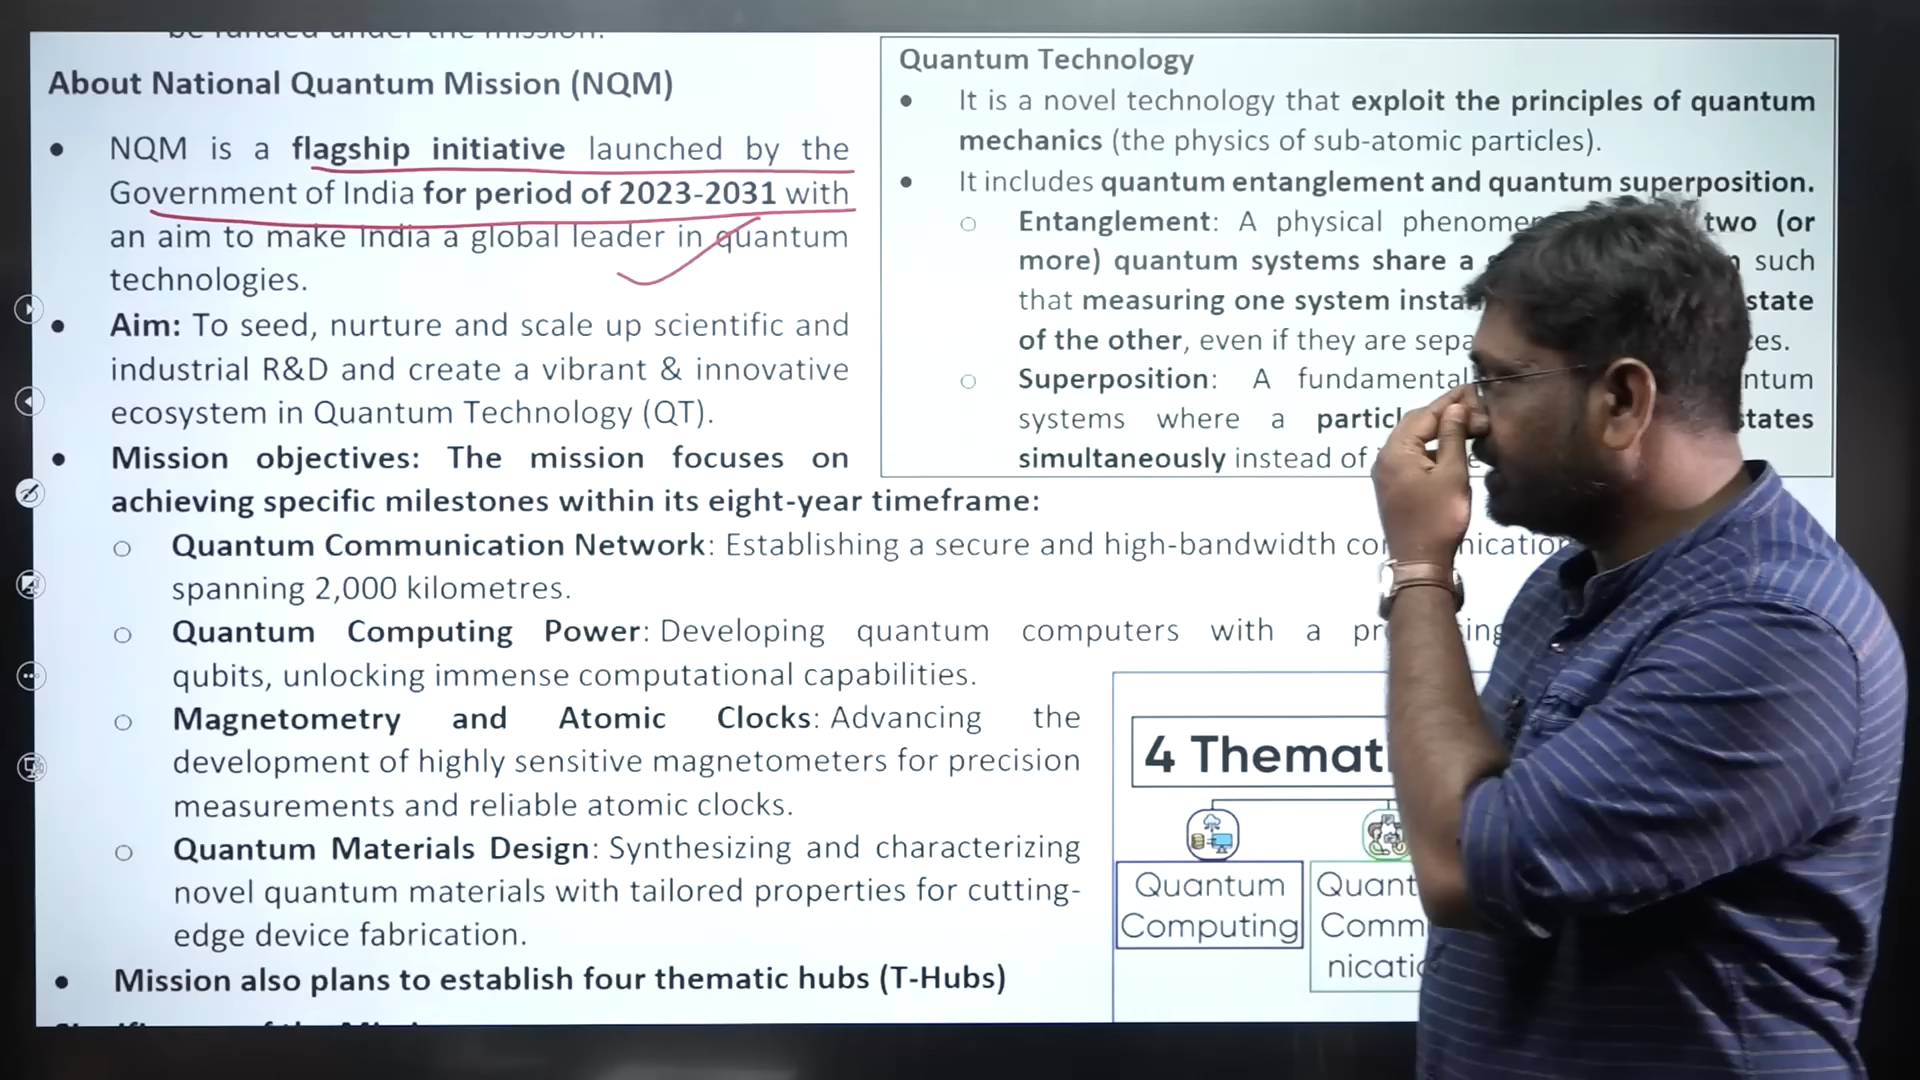 About National Quantum Mission (NQM)
NQM is a flagship initiative launched by the
Government of India for period of 2023-2031 with
an aim to make India a global leader in quantum
technologies.
Aim: To seed, nurture and scale up scientific and
industrial R&D and create a vibrant & innovative
ecosystem in Quantum Technology (QT).
Mission objectives: The mission focuses on
achieving specific milestones within its eight-year timeframe:
Quantum Communication Network: Establishing a secure and high-bandwidth
spanning 2,000 kilometres.
Quantum Computing Power: Developing quantum computers with a
qubits, unlocking immense computational capabilities.
Magnetometry and Atomic Clocks: Advancing the
development of highly sensitive magnetometers for precision
measurements and reliable atomic clocks.
Quantum Materials Design: Synthesizing and characterizing
novel quantum materials with tailored properties for cutting-
edge device fabrication.
Mission also plans to establish four thematic hubs (T-Hubs)
Quantum Technology
It is a novel technology that exploit the principles of quantum
mechanics (the physics of sub-atomic particles).
It includes quantum entanglement and quantum superposition.
Entanglement: A physical two (or
more) quantum systems share a such
that measuring one system state
of the other, even if they are
Superposition: A fundamental
systems where a states
simultaneously instead of
4
Quantum
Computing